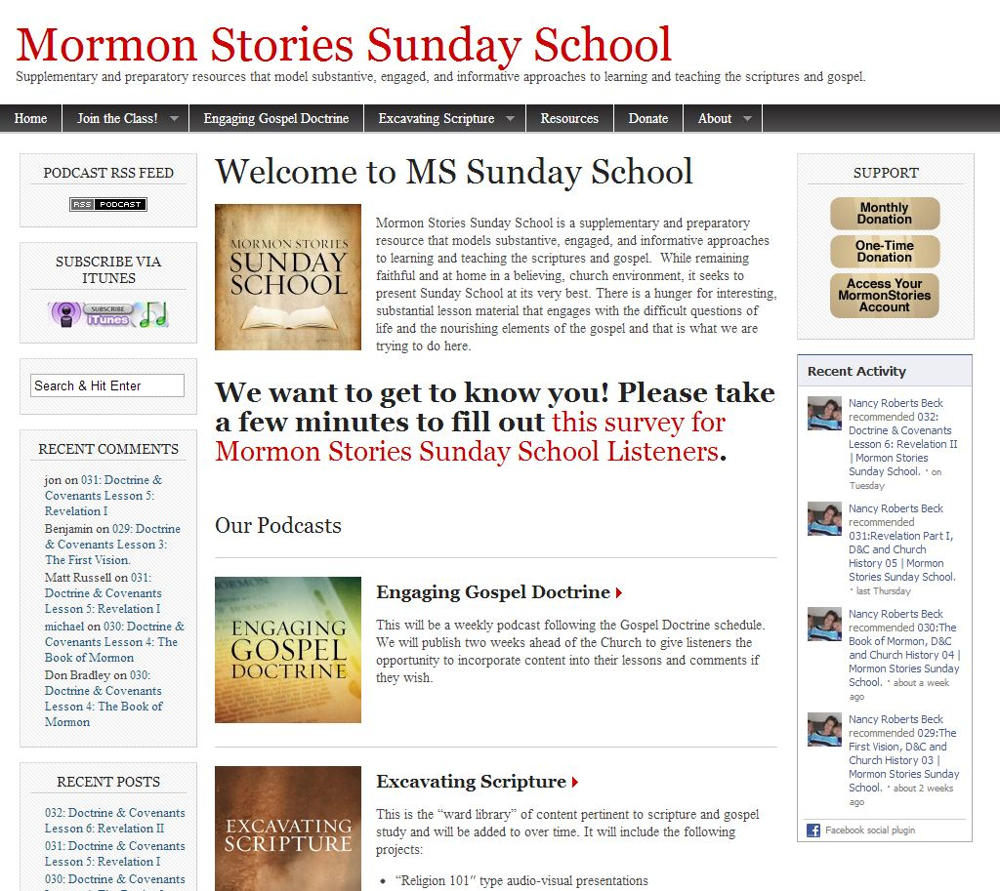 Mormon Stories Sunday School
Supplementary and preparatory resources that model substantive, engaged, and informative approaches to learning and teaching the scriptures and gospel.
Home Join the Class! Engaging Gospel Doctrine Excavating Scripture Resources Donate About
PODCAST RSS FEED
RSS PODCAST
SUBSCRIBE VIA
ITUNES
SUBSCRIBE
iTunes
Search & Hit Enter
RECENT COMMENTS
jon on 031: Doctrine &
Covenants Lesson 5:
Revelation I
Benjamin on 029: Doctrine
& Covenants Lesson 3:
The First Vision.
Matt Russell on 031:
Doctrine & Covenants
Lesson 5: Revelation I
michael on 030: Doctrine &
Covenants Lesson 4: The
Book of Mormon
Don Bradley on 030:
Doctrine & Covenants
Lesson 4: The Book of
Mormon
RECENT POSTS
032: Doctrine & Covenants
Lesson 6: Revelation II
031: Doctrine & Covenants
Lesson 5: Revelation I
030: Doctrine & Covenants
Welcome to MS Sunday School
MORMON STORIES
SUNDAY
SCHOOL
Mormon Stories Sunday School is a supplementary and preparatory
resource that models substantive, engaged, and informative approaches
to learning and teaching the scriptures and gospel. While remaining
faithful and at home in a believing, church environment, it seeks to
present Sunday School at its very best. There is a hunger for interesting,
substantial lesson material that engages with the difficult questions of
life and the nourishing elements of the gospel and that is what we are
trying to do here.
We want to get to know you! Please take
a few minutes to fill out this survey for
Mormon Stories Sunday School Listeners.
Our Podcasts
ENGAGING
GOSPEL
DOCTRINE
Engaging Gospel Doctrine
This will be a weekly podcast following the Gospel Doctrine schedule.
We will publish two weeks ahead of the Church to give listeners the
opportunity to incorporate content into their lessons and comments if
they wish.
EXCAVATING
SCRIPTURE
Excavating Scripture
This is the “ward library” of content pertinent to scripture and gospel
study and will be added to over time. It will include the following
projects:
• “Religion 101″ type audio-visual presentations
SUPPORT
Monthly
Donation
One-Time
Donation
Access Your
MormonStories
Account
Recent Activity
Nancy Roberts Beck
recommended 032:
Doctrine & Covenants
Lesson 6: Revelation II
| Mormon Stories
Sunday School. · on
Tuesday
Nancy Roberts Beck
recommended
031:Revelation Part I,
D&C and Church
History 05 | Mormon
Stories Sunday School.
· last Thursday
Nancy Roberts Beck
recommended 030:The
Book of Mormon, D&C
and Church History 04 |
Mormon Stories Sunday
School. · about a week
ago
Nancy Roberts Beck
recommended 029:The
First Vision, D&C and
Church History 03 |
Mormon Stories Sunday
School. · about 2 weeks
ago
Facebook social plugin